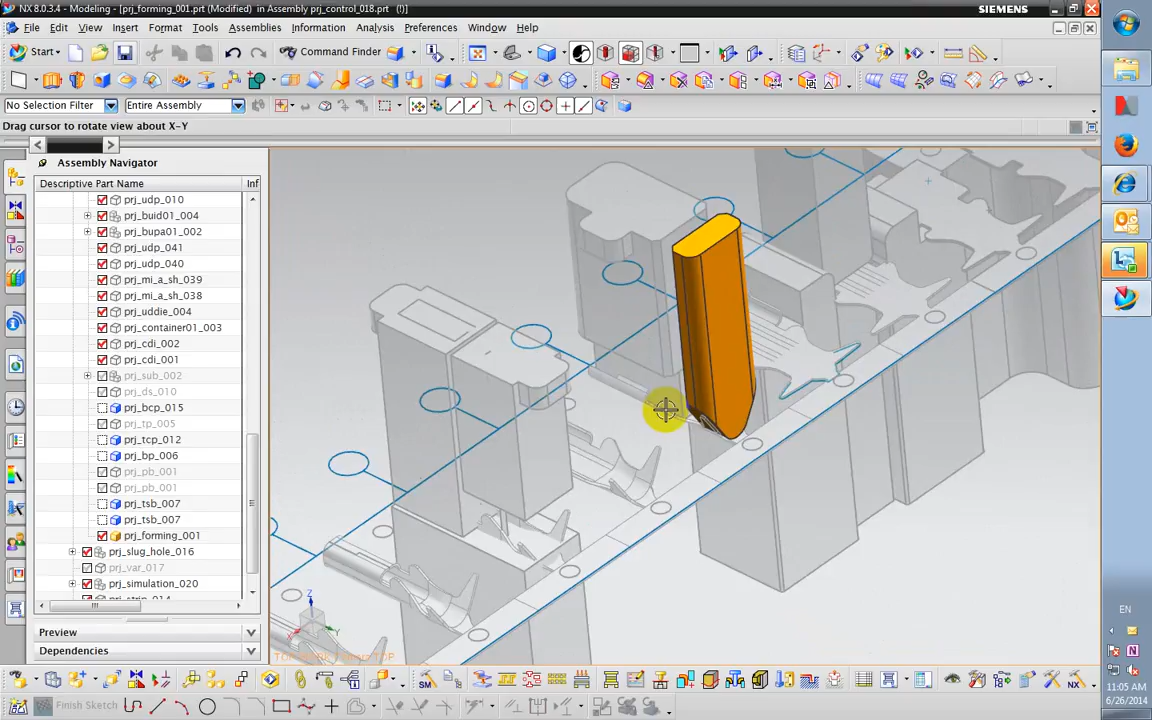 NX 8.0.3.4 - Modeling - [prj_forming_001.prt (Modified) in Assembly prj_control_018.prt (!)]
SIEMENS
File Edit View Insert Format Tools Assemblies Information Analysis Preferences Window Help
Start
Command Finder
No Selection Filter
Entire Assembly
Drag cursor to rotate view about X-Y
Assembly Navigator
Descriptive Part Name
Inf
prj_udp_010
prj_buid01_004
prj_bupa01_002
prj_udp_041
prj_udp_040
prj_mi_a_sh_039
prj_mi_a_sh_038
prj_uddie_004
prj_container01_003
prj_cdi_002
prj_cdi_001
prj_sub_002
prj_ds_010
prj_bcp_015
prj_tp_005
prj_tcp_012
prj_bp_006
prj_pb_001
prj_pb_001
prj_tsb_007
prj_tsb_007
prj_forming_001
prj_slug_hole_016
prj_var_017
prj_simulation_020
Preview
Dependencies
Z
X
Y
Finish Sketch
EN
11:05 AM
6/26/2014